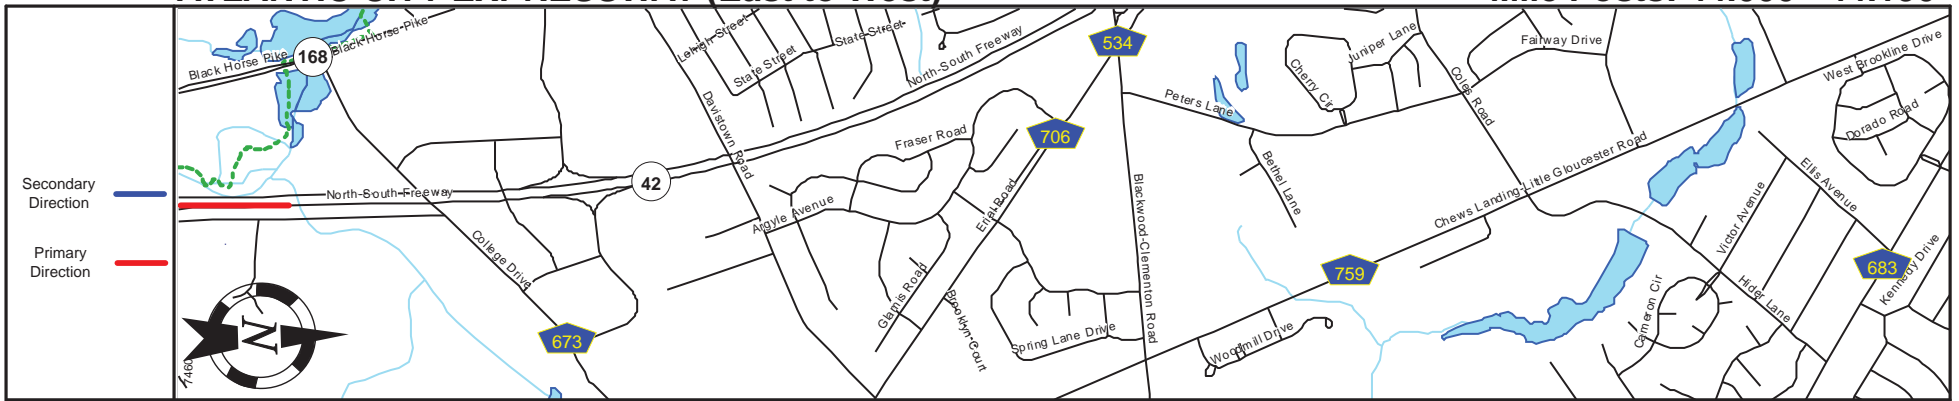 Secondary
Direction
Primary
Direction
Black Horse Pike
Black Horse Pike
168
North-South Freeway
College Drive
673
42
Lehigh Street
State Street
State Street
North-South Freeway
Davistown Road
Argyle Avenue
Fraser Road
706
Erial Road
Glamis Road
Brooklyn Court
Spring Lane Drive
534
Peters Lane
Blackwood-Clementon Road
Bethel Lane
Cherry Cir
Juniper Lane
Coles Road
Fairway Drive
Chews Landing-Little Gloucester Road
759
Woodmill Drive
West Brookline Drive
Dorado Road
Ellis Avenue
Victor Avenue
683
Kennedy Drive
Hider Lane
Cameron Cir
N
7460